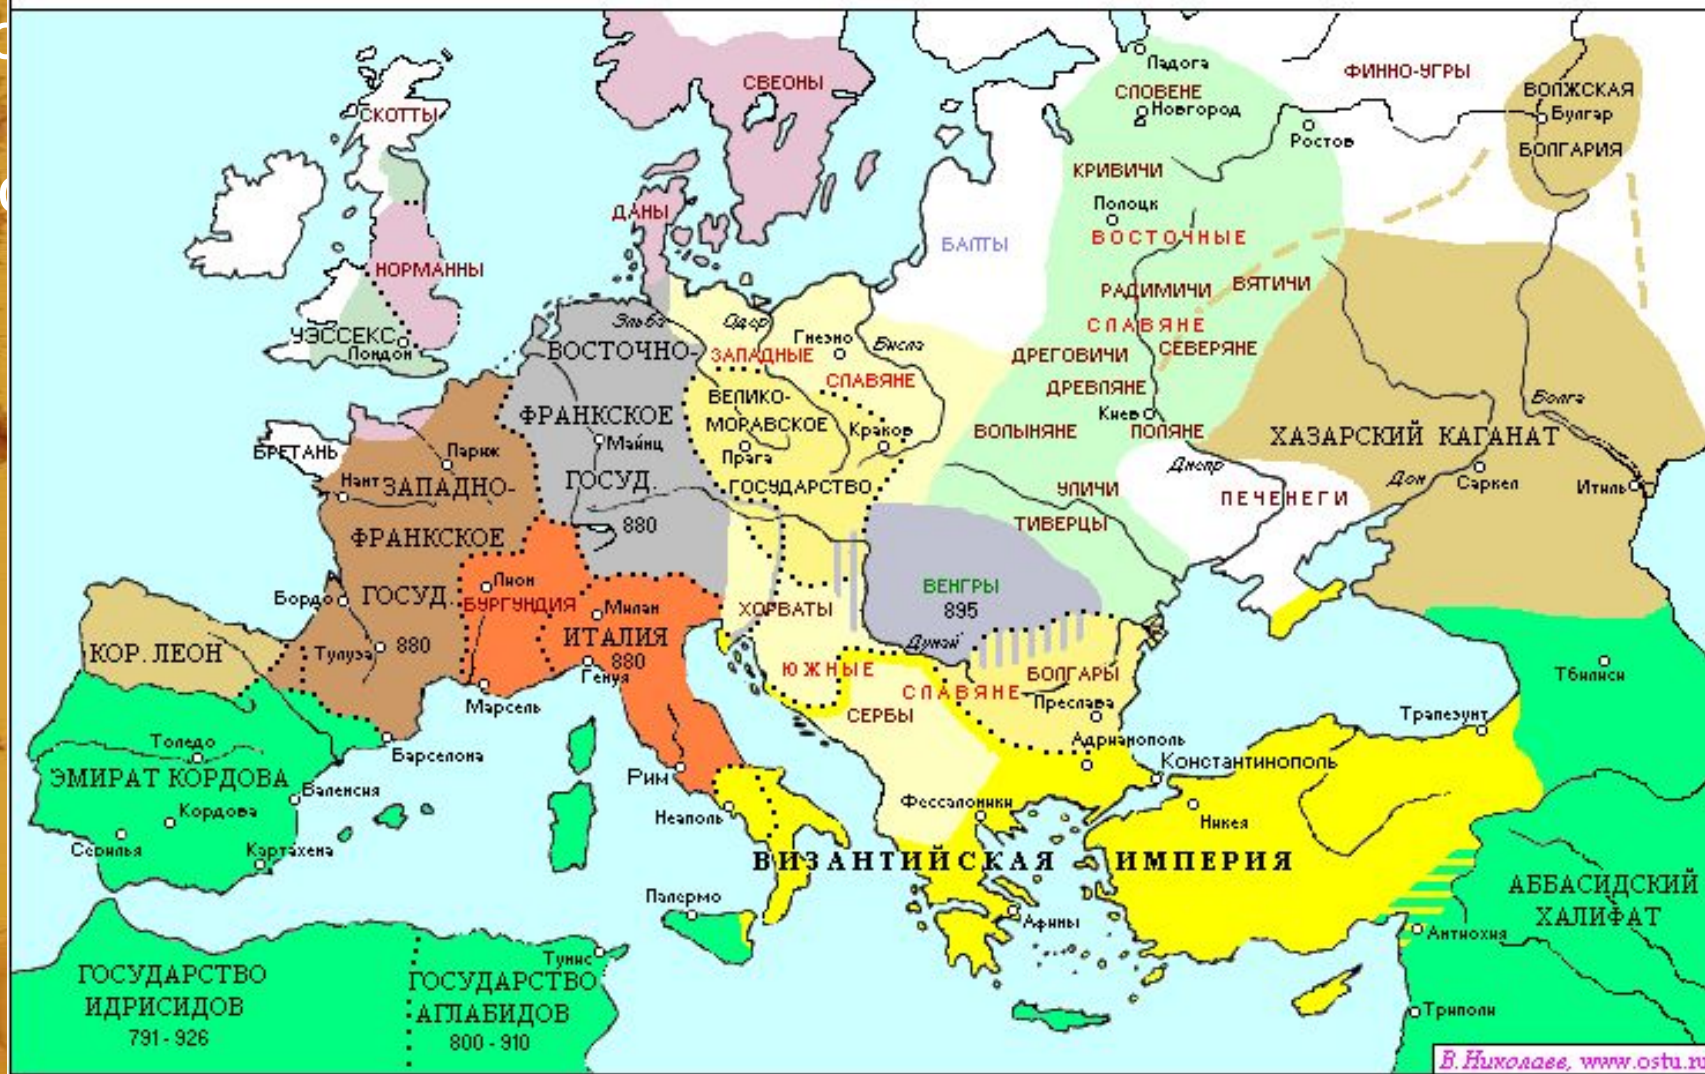 СВЕОНЫ
Ладога
СЛОВЕНЕ
Новгород
ФИННО-УГРЫ
ВОЛЖСКАЯ
Булгар
БОЛГАРИЯ
Ростов
СКОТТЫ
КРИВИЧИ
Полоцк
ДАНЫ
БАЛТЫ
ВОСТОЧНЫЕ
НОРМАННЫ
РАДИМИЧИ
ВЯТИЧИ
УЭССЕКС
Лондон
Эльба
Одер
Гнезно
Висла
СЛАВЯНЕ
СЕВЕРЯНЕ
ВОСТОЧНО-
ЗАПАДНЫЕ
СЛАВЯНЕ
ДРЕГОВИЧИ
ДРЕВЛЯНЕ
ФРАНКСКОЕ
ВЕЛИКО-
МОРАВСКОЕ
Краков
Киев
ВОЛЫНЯНЕ
ПОЛЯНЕ
Волга
Майнц
Прага
ХАЗАРСКИЙ КАГАНАТ
БРЕТАНЬ
Париж
ГОСУД.
ГОСУДАРСТВО
Днепр
Дон
Саркел
Итиль
Нант
ЗАПАДНО-
УЛИЧИ
ПЕЧЕНЕГИ
880
ТИВЕРЦЫ
ФРАНКСКОЕ
Лион
ВЕНГРЫ
895
Бордо
ГОСУД.
БУРГУНДИЯ
Милан
ХОРВАТЫ
ИТАЛИЯ
880
Дунай
КОР. ЛЕОН
Тулуза
880
Генуя
ЮЖНЫЕ
СЛАВЯНЕ
БОЛГАРЫ
Тбилиси
Марсель
СЕРБЫ
Преслава
Трапезунт
Толедо
Барселона
Адрианополь
Константинополь
ЭМИРАТ КОРДОВА
Валенсия
Рим
Кордова
Неаполь
Фессалоники
Никея
Севилья
Картахена
ВИЗАНТИЙСКАЯ ИМПЕРИЯ
Палермо
Афины
АББАСИДСКИЙ
ХАЛИФАТ
Антиохия
Тунис
ГОСУДАРСТВО
ИДРИСИДОВ
791 - 926
ГОСУДАРСТВО
АГЛАБИДОВ
800 - 910
Триполи
В. Николаев, www.ostu.ru